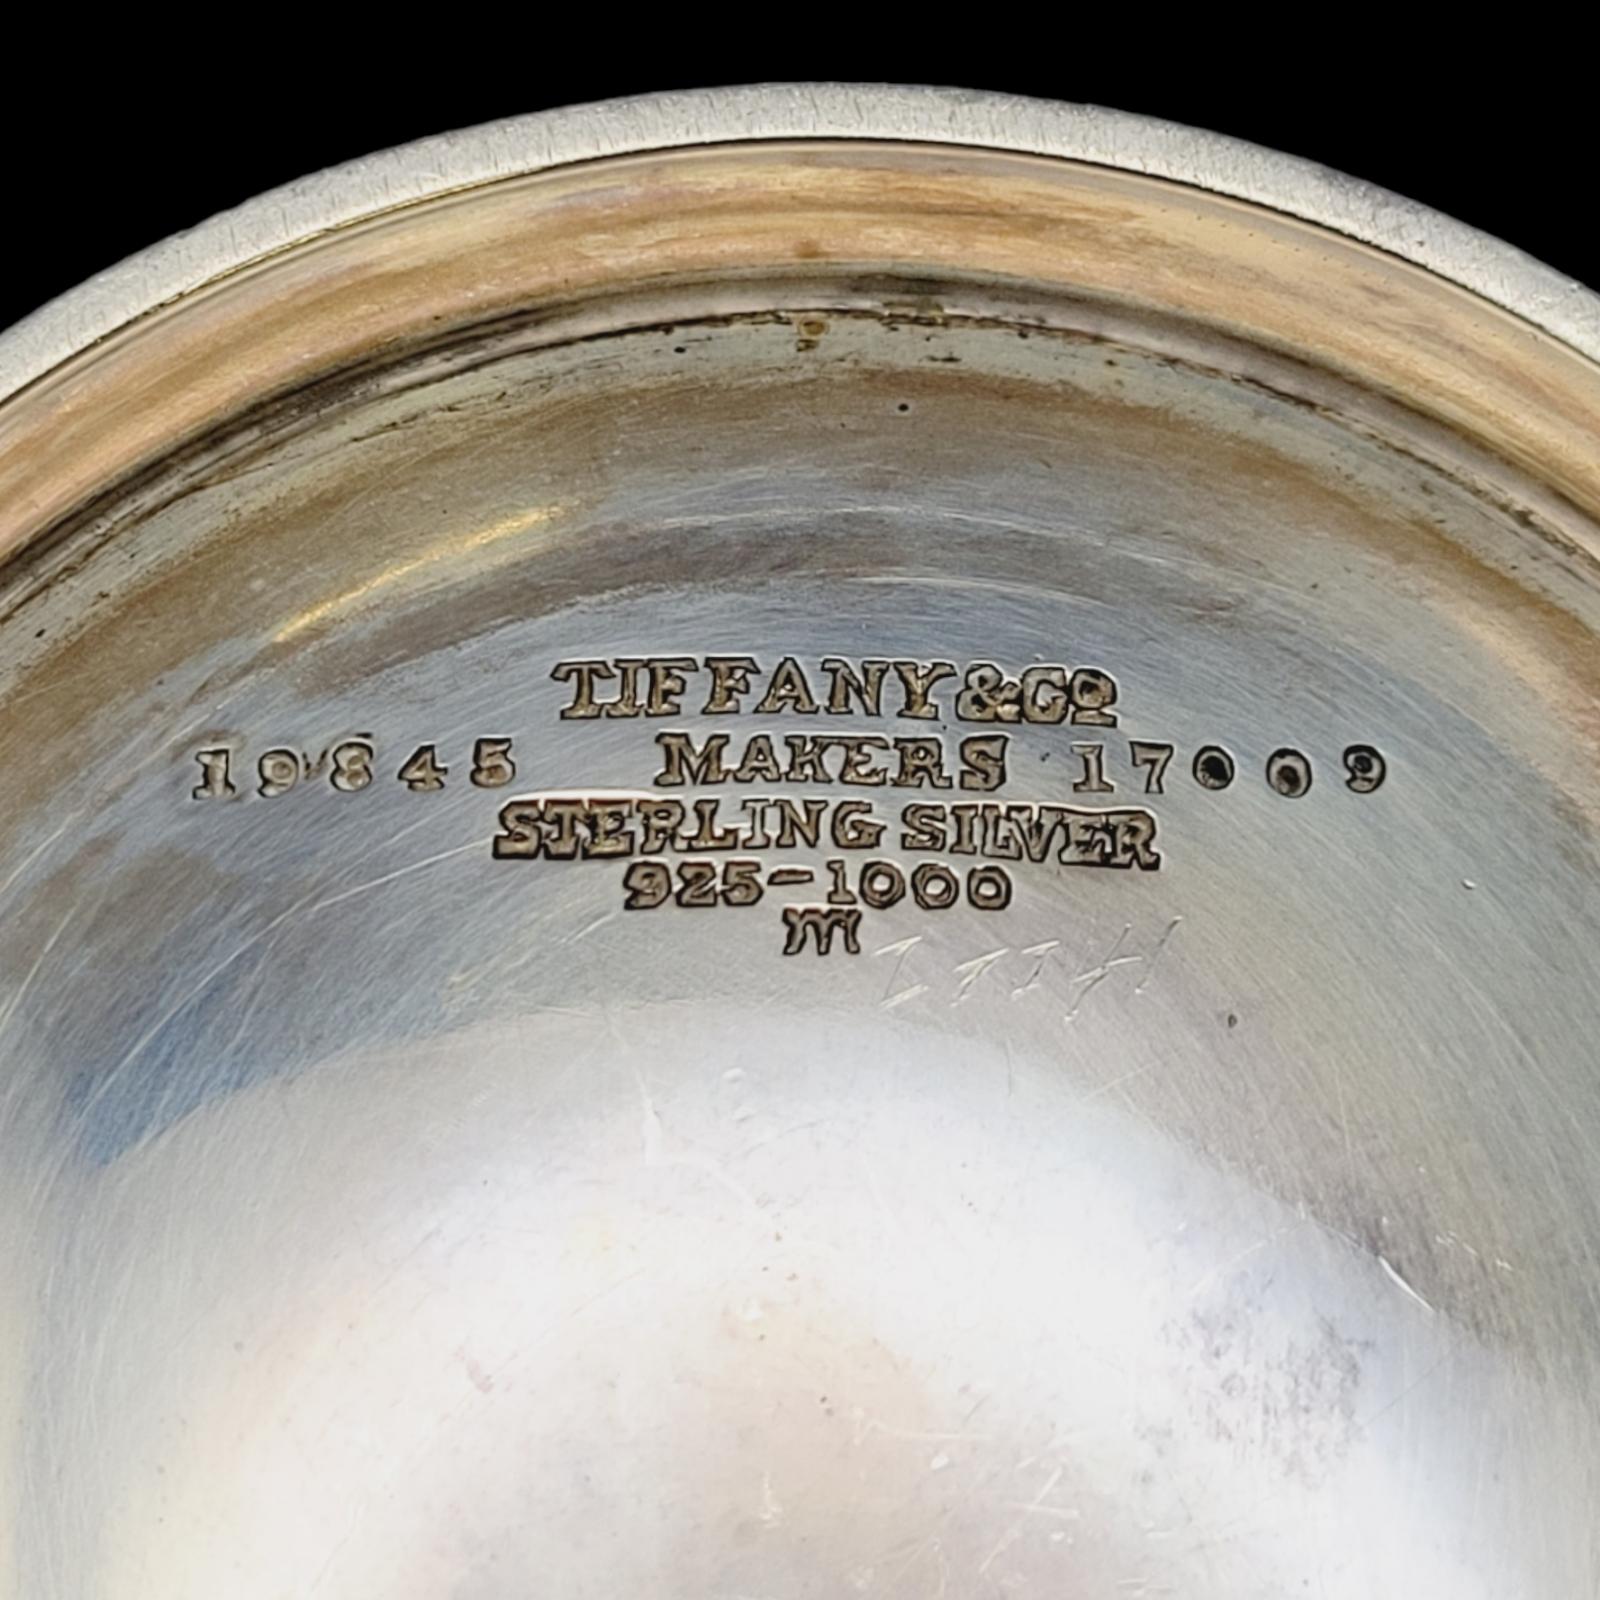 TIFFANY & Co
19845 MAKERS 17009
STERLING SILVER
925-1000
m